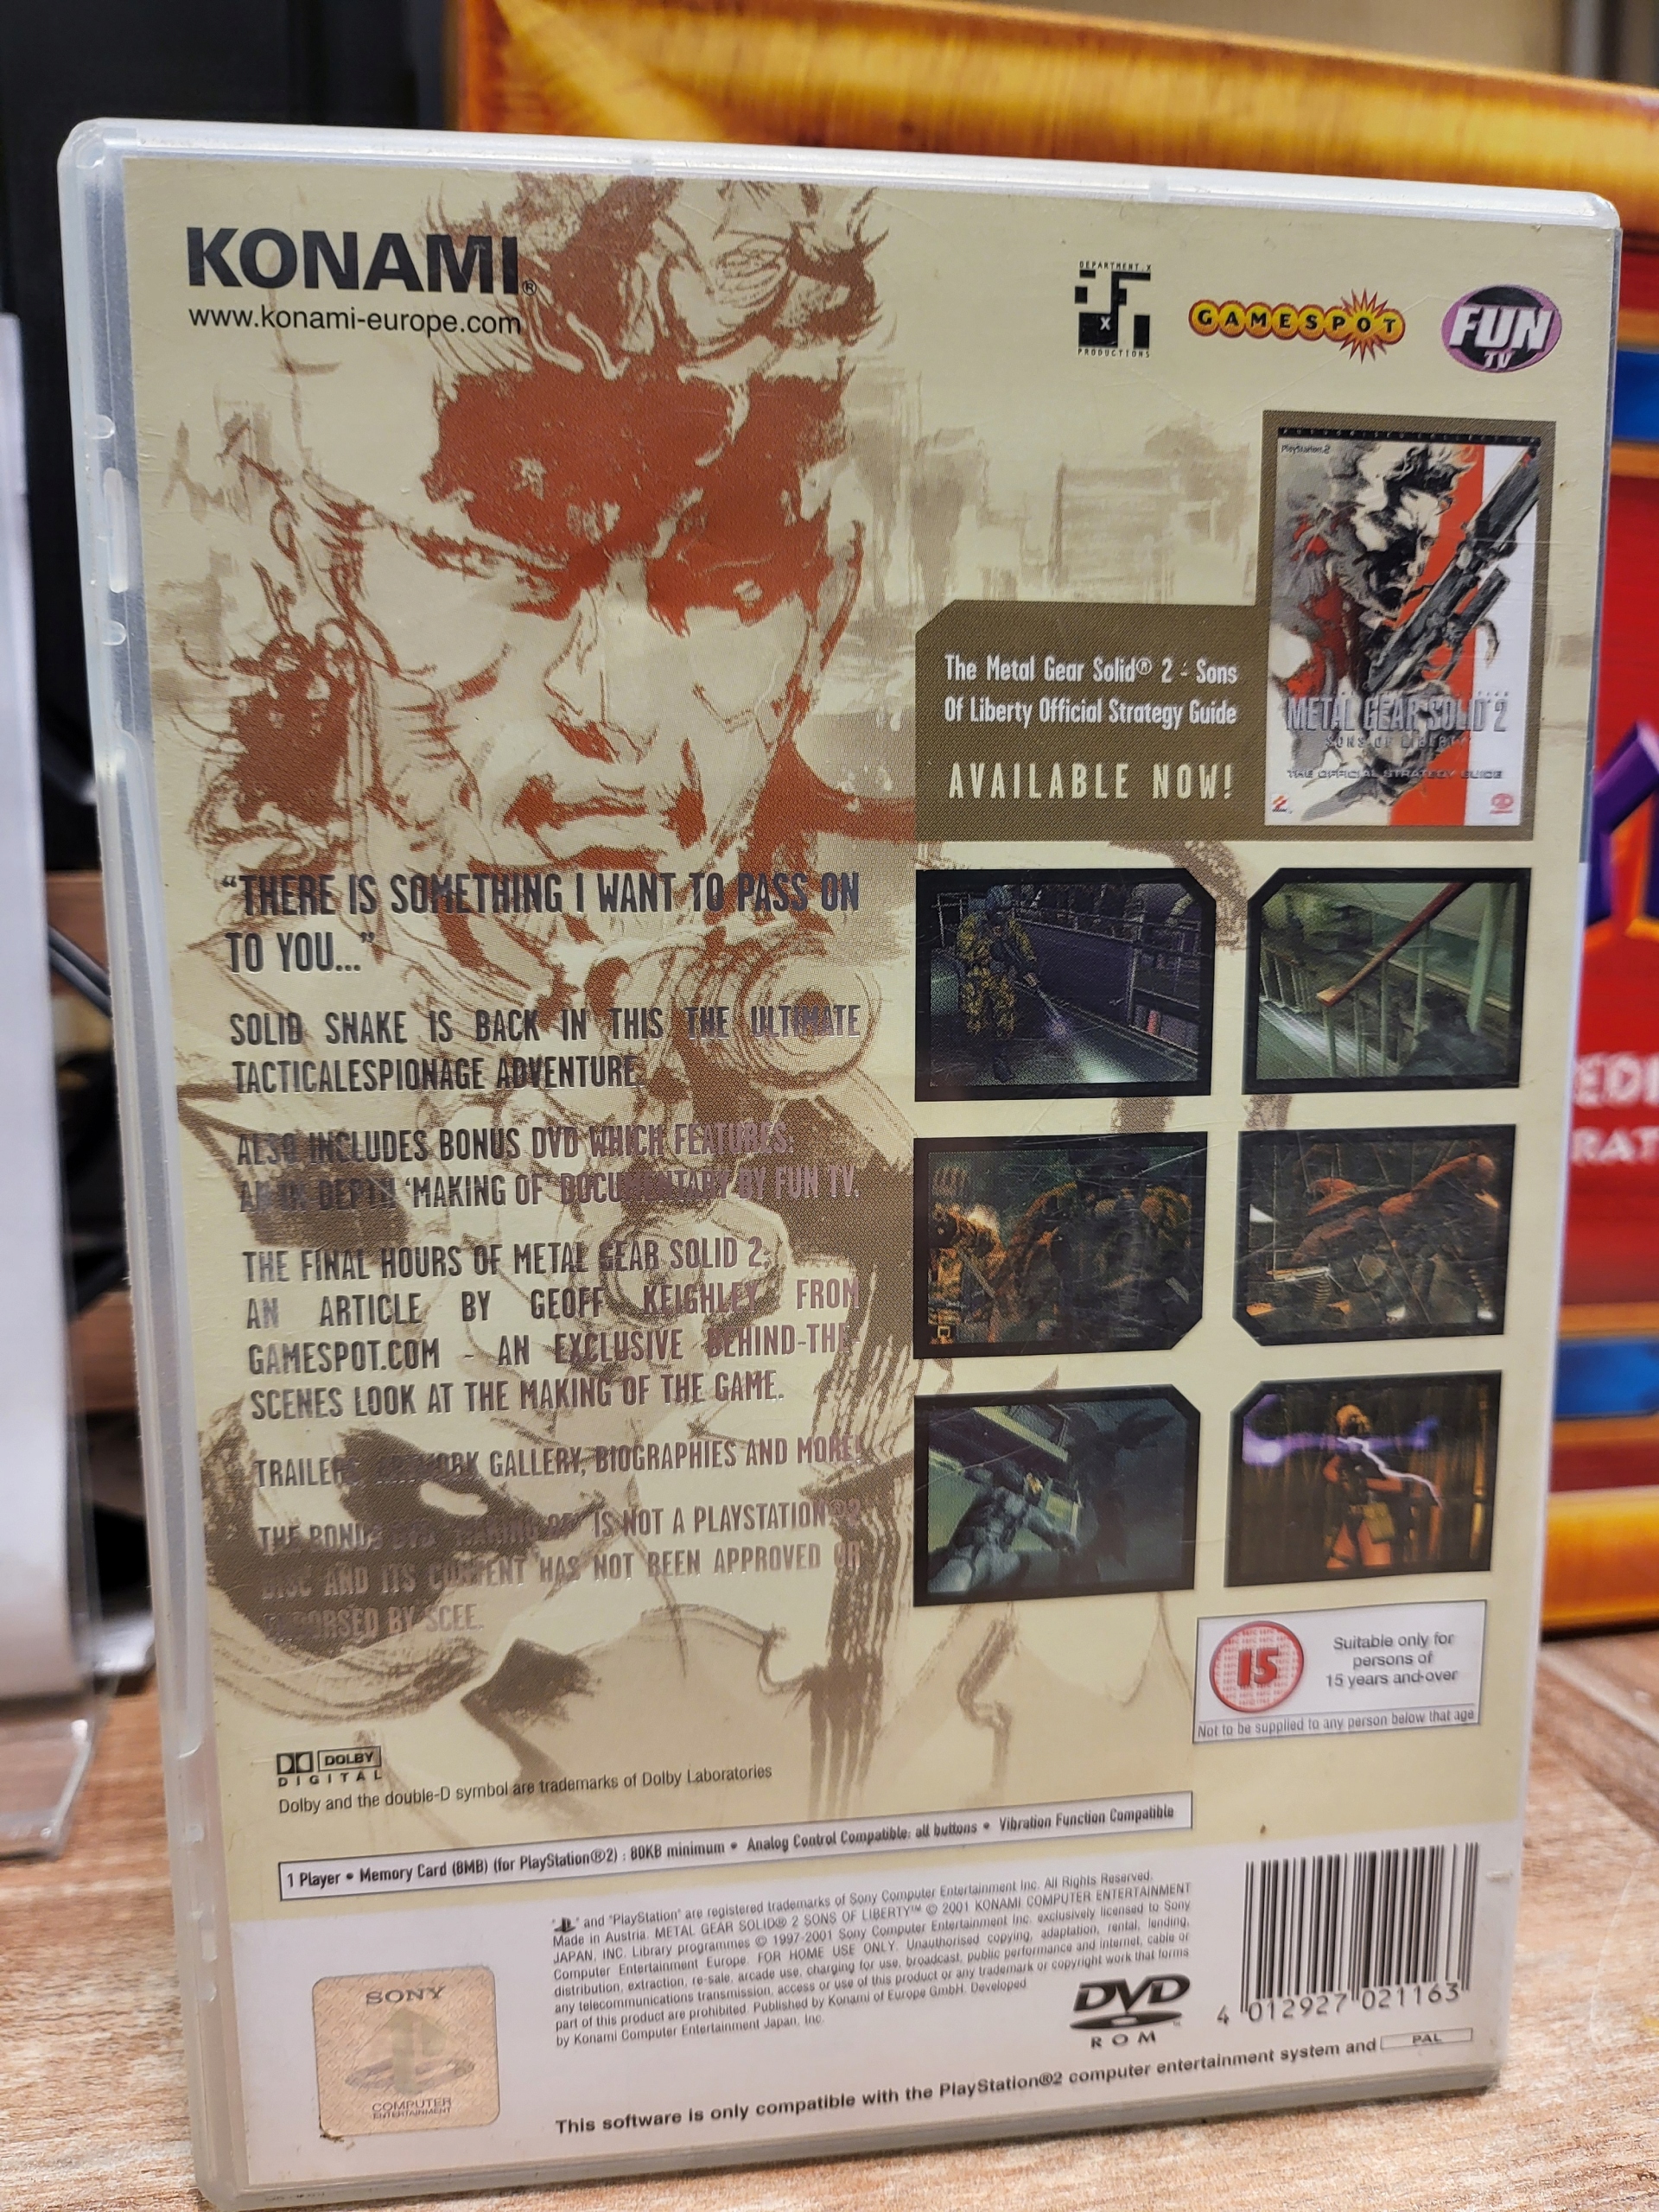 KONAMI®
www.konami-europe.com
DEPARTMENT-X
X
PRODUCTIONS
GAMESPOT
FUN
TV
PlayStation.2
METAL GEAR SOLID 2
SONS OF LIBERTY
THE OFFICIAL STRATEGY GUIDE
The Metal Gear Solid® 2 - Sons
Of Liberty Official Strategy Guide
AVAILABLE NOW!
“THERE IS SOMETHING I WANT TO PASS ON
TO YOU...”
SOLID SNAKE IS BACK IN THIS THE ULTIMATE
TACTICALESPIONAGE ADVENTURE.
ALSO INCLUDES BONUS DVD WHICH FEATURES:
AN IN DEPTH ‘MAKING OF’ DOCUMENTARY BY FUN TV.
THE FINAL HOURS OF METAL GEAR SOLID 2;
AN ARTICLE BY GEOFF KEIGHLEY FROM
GAMESPOT.COM - AN EXCLUSIVE BEHIND-THE-
SCENES LOOK AT THE MAKING OF THE GAME.
TRAILERS, ARTWORK GALLERY, BIOGRAPHIES AND MORE!
THE BONUS DVD ‘MAKING OF’ IS NOT A PLAYSTATION®2
DISC AND ITS CONTENT HAS NOT BEEN APPROVED OR
ENDORSED BY SCEE.
15
Suitable only for
persons of
15 years and over
Not to be supplied to any person below that age
DOLBY
DIGITAL
Dolby and the double-D symbol are trademarks of Dolby Laboratories
1 Player • Memory Card (8MB) (for PlayStation®2) : 80KB minimum • Analog Control Compatible: all buttons • Vibration Function Compatible
" " and "PlayStation" are registered trademarks of Sony Computer Entertainment Inc. All Rights Reserved.
Made in Austria. METAL GEAR SOLID® 2 SONS OF LIBERTY™ © 2001 KONAMI COMPUTER ENTERTAINMENT
JAPAN, INC. Library programmes © 1997-2001 Sony Computer Entertainment Inc. exclusively licensed to Sony
Computer Entertainment Europe. FOR HOME USE ONLY. Unauthorised copying, adaptation, rental, lending,
distribution, extraction, re-sale, arcade use, charging for use, broadcast, public performance and internet, cable or
any telecommunications transmission, access or use of this product or any trademark or copyright work that forms
part of this product are prohibited. Published by Konami of Europe GmbH. Developed
by Konami Computer Entertainment Japan, Inc.
SONY
COMPUTER
ENTERTAINMENT
DVD
ROM
4 012927 021163
This software is only compatible with the PlayStation®2 computer entertainment system and PAL